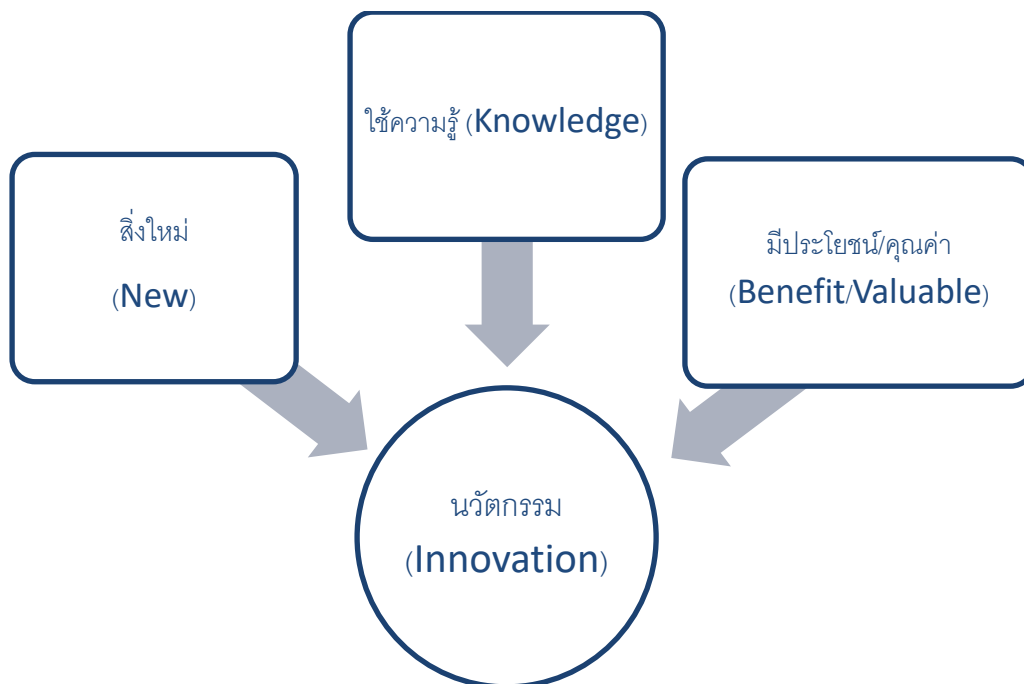 สิ่งใหม่
(New)
ใช้ความรู้ (Knowledge)
มีประโยชน์/คุณค่า
(Benefit/Valuable)
นวัตกรรม
(Innovation)